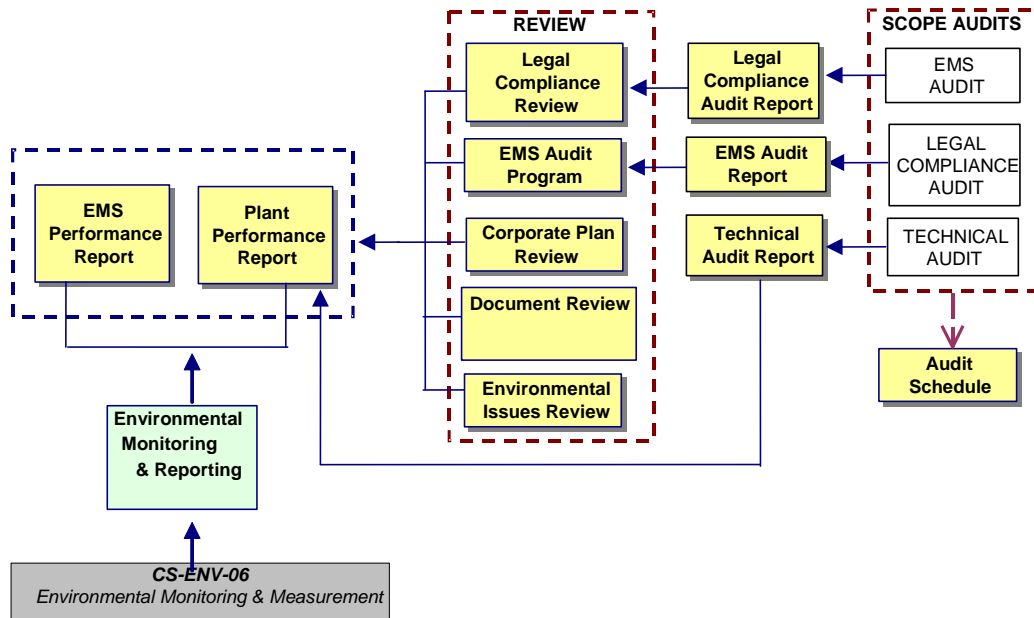 REVIEW
Legal
Compliance
Review
EMS Audit
Program
Corporate Plan
Review
Document Review
Environmental
Issues Review
Legal
Compliance
Audit Report
EMS Audit
Report
Technical
Audit Report
SCOPE AUDITS
EMS
AUDIT
LEGAL
COMPLIANCE
AUDIT
TECHNICAL
AUDIT
Audit
Schedule
EMS
Performance
Report
Plant
Performance
Report
Environmental
Monitoring
& Reporting
CS-ENV-06
Environmental Monitoring & Measurement